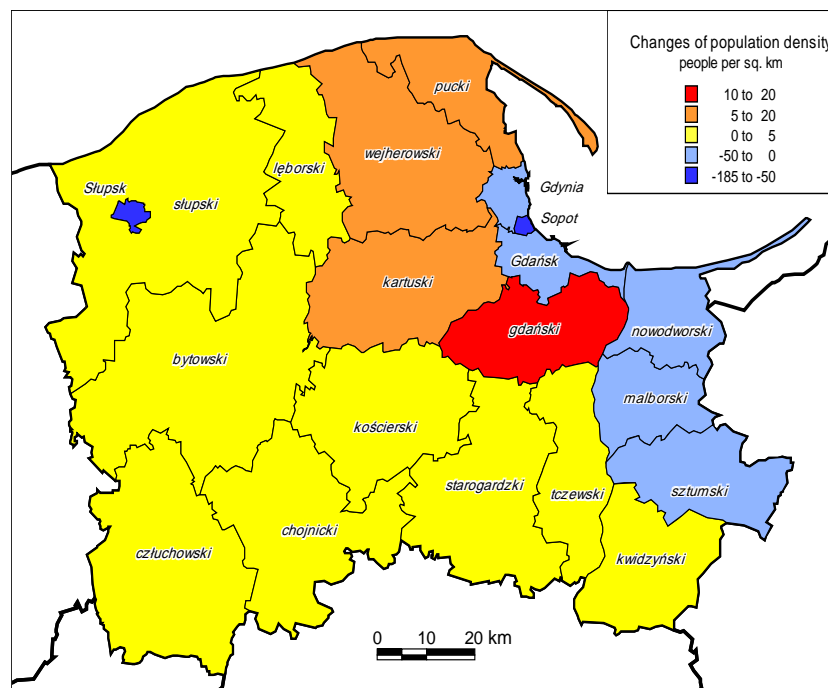 Changes of population density
people per sq. km
10 to 20
5 to 20
0 to 5
-50 to 0
-185 to -50
pucki
wejherowski
lęborski
Słupsk
słupski
Gdynia
Sopot
Gdańsk
kartuski
gdański
nowodworski
bytowski
malborski
kościerski
starogardzki
tczewski
sztumski
chojnicki
człuchowski
kwidzyński
0 10 20 km